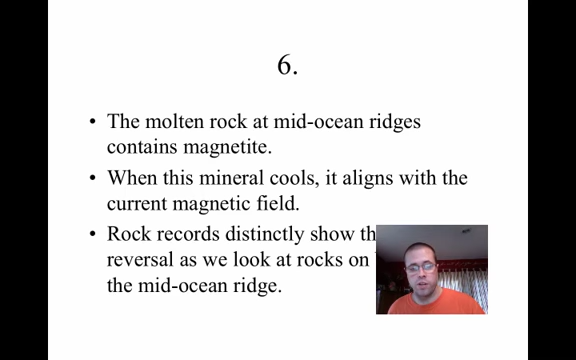 6.
• The molten rock at mid-ocean ridges
contains magnetite.
• When this mineral cools, it aligns with the
current magnetic field.
• Rock records distinctly show
reversal as we look at rocks on
the mid-ocean ridge.